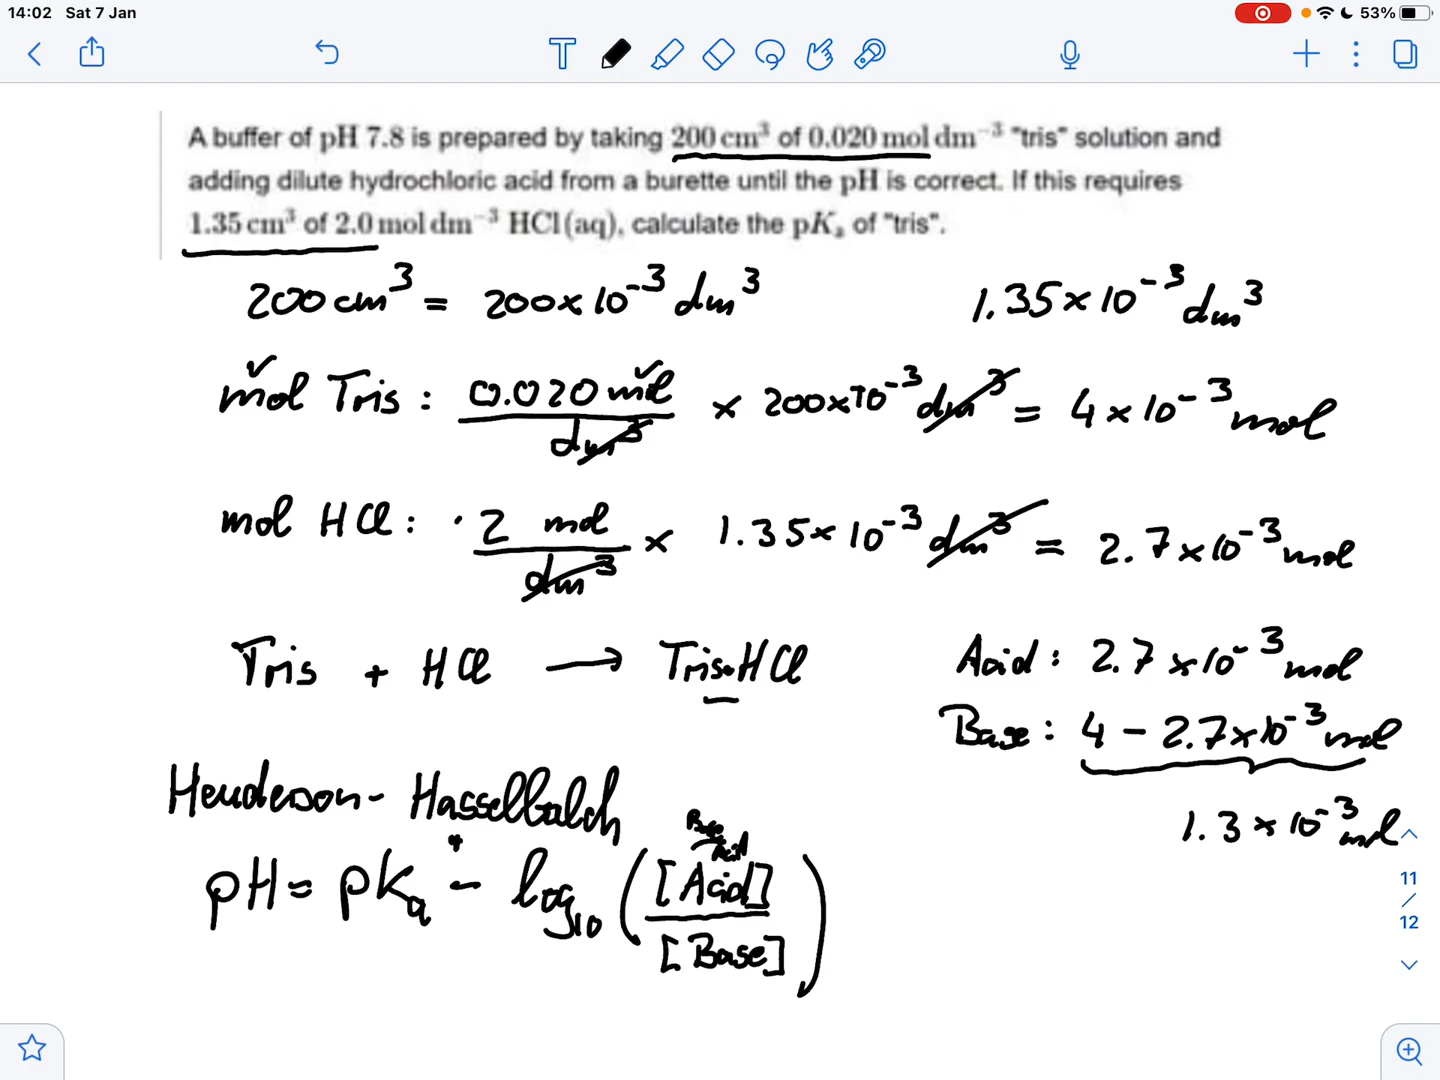 14:02 Sat 7 Jan
53%
A buffer of pH 7.8 is prepared by taking 200 cm³ of 0.020 mol dm⁻³ "tris" solution and
adding dilute hydrochloric acid from a burette until the pH is correct. If this requires
1.35 cm³ of 2.0 mol dm⁻³ HCl(aq), calculate the pKₐ of "tris".
200 cm³ = 200 × 10⁻³ dm³
1.35 × 10⁻³ dm³
mol Tris : 0.020 mol / dm³ × 200 × 10⁻³ dm³ = 4 × 10⁻³ mol
mol HCl : 2 mol / dm³ × 1.35 × 10⁻³ dm³ = 2.7 × 10⁻³ mol
Tris + HCl → Tris·HCl
Acid : 2.7 × 10⁻³ mol
Base : 4 − 2.7 × 10⁻³ mol
1.3 × 10⁻³ mol
Henderson-Hasselbalch
+
Base / Acid
pH = pKa − log₁₀ ([Acid] / [Base])
11
/
12